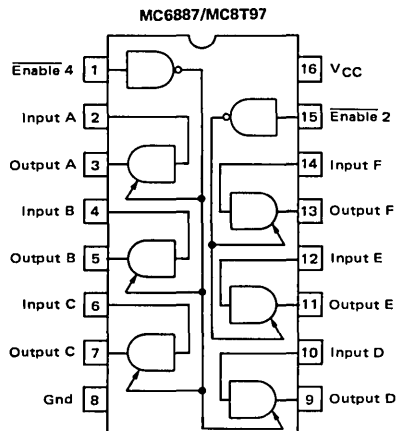 MC6887/MC8T97
Enable 4 1
Input A 2
Output A 3
Input B 4
Output B 5
Input C 6
Output C 7
Gnd 8
16 VCC
15 Enable 2
14 Input F
13 Output F
12 Input E
11 Output E
10 Input D
9 Output D